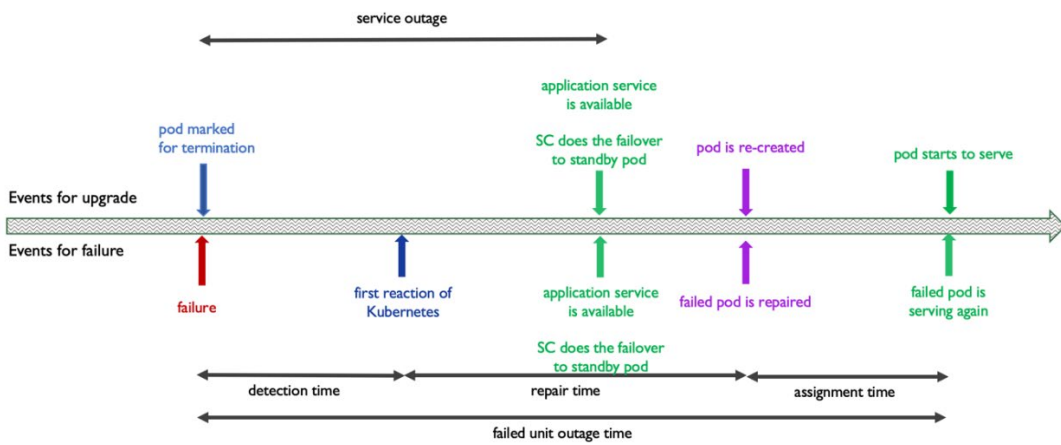 service outage
application service
is available
pod marked
for termination
SC does the failover
to standby pod
pod is re-created
pod starts to serve
Events for upgrade
Events for failure
failure
first reaction of
Kubernetes
application service
is available
failed pod is repaired
failed pod is
serving again
SC does the failover
to standby pod
detection time
repair time
assignment time
failed unit outage time